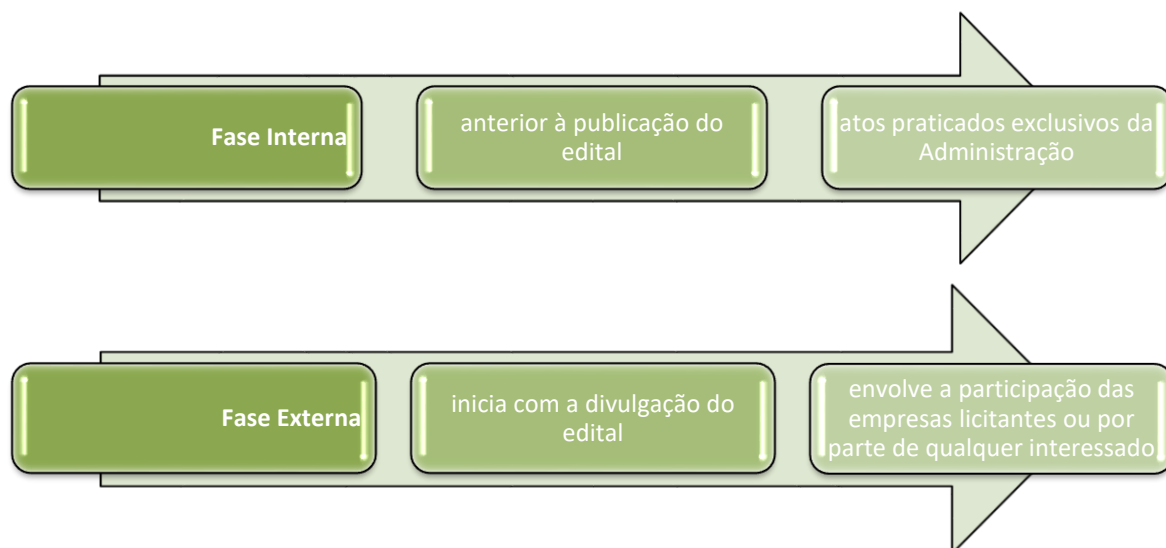 Fase Interna
anterior à publicação do
edital
atos praticados exclusivos da
Administração
Fase Externa
inicia com a divulgação do
edital
envolve a participação das
empresas licitantes ou por
parte de qualquer interessado